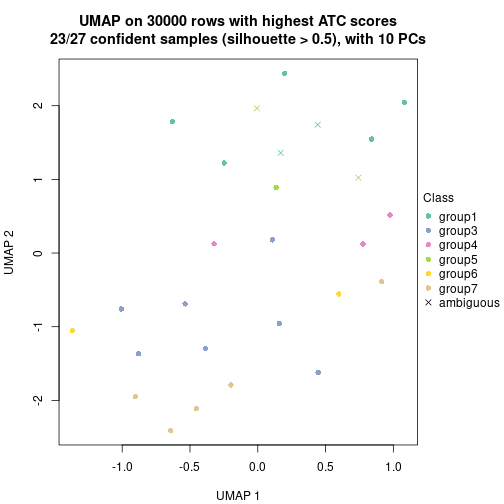 UMAP on 30000 rows with highest ATC scores
23/27 confident samples (silhouette > 0.5), with 10 PCs
2
1
0
-1
-2
UMAP 2
-1.0
-0.5
0.0
0.5
1.0
UMAP 1
Class
group1
group3
group4
group5
group6
group7
ambiguous